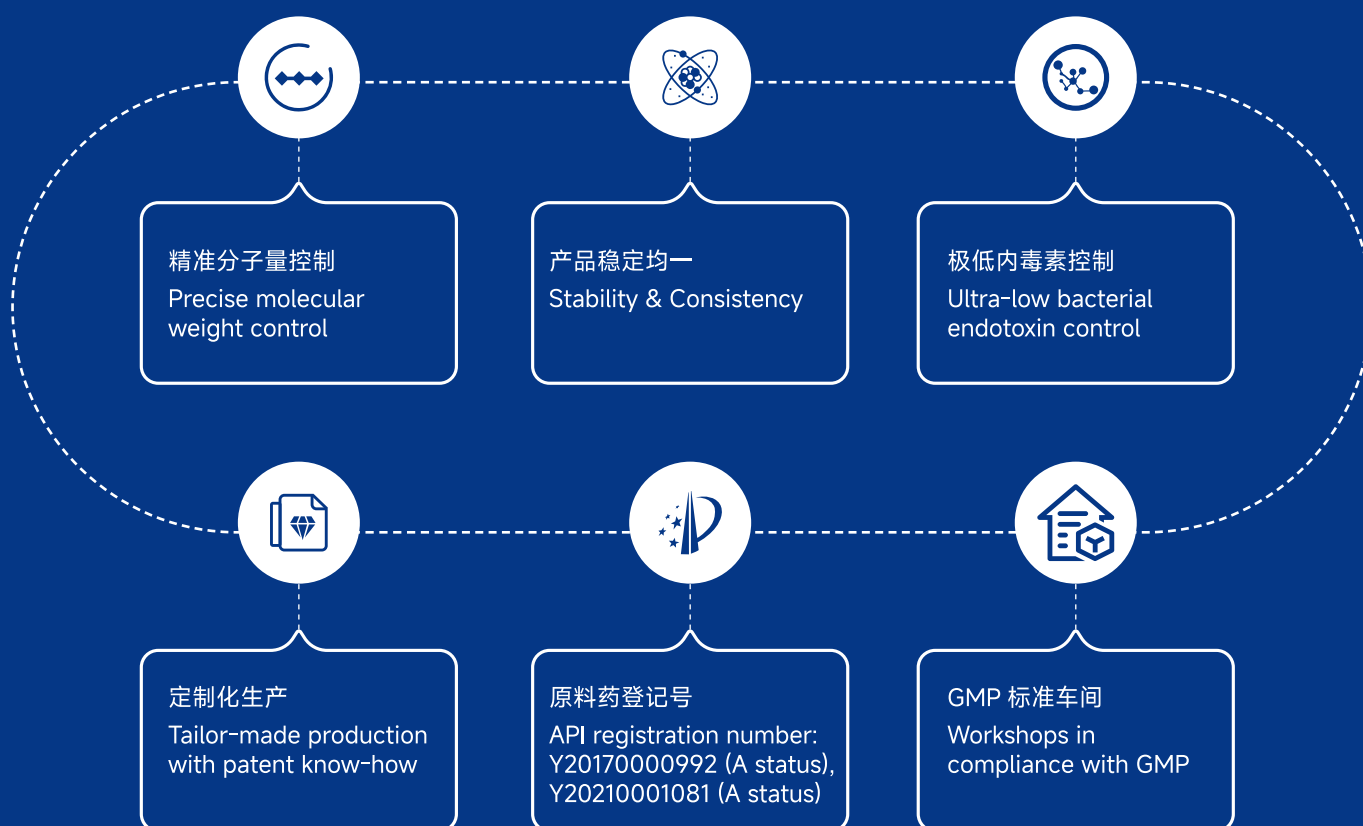 精准分子量控制
Precise molecular
weight control
产品稳定均一
Stability & Consistency
极低内毒素控制
Ultra-low bacterial
endotoxin control
定制化生产
Tailor-made production
with patent know-how
原料药登记号
API registration number:
Y20170000992 (A status),
Y20210001081 (A status)
GMP 标准车间
Workshops in
compliance with GMP